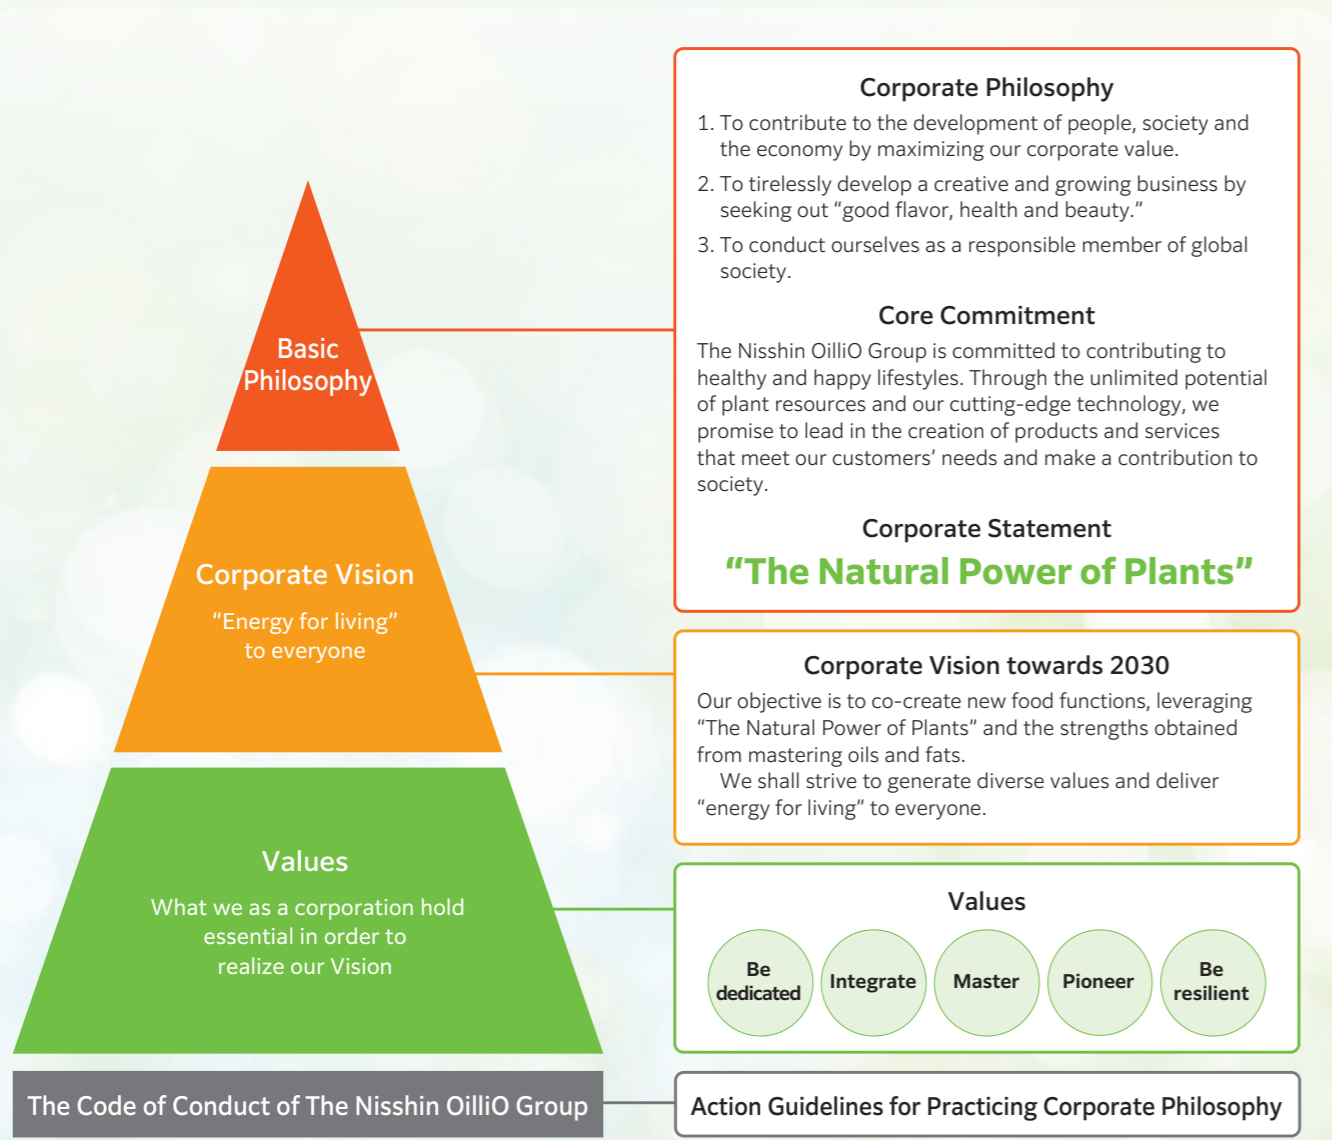 Basic
Philosophy
Corporate Vision
“Energy for living”
to everyone
Values
What we as a corporation hold
essential in order to
realize our Vision
The Code of Conduct of The Nisshin OilliO Group
Corporate Philosophy
1. To contribute to the development of people, society and
the economy by maximizing our corporate value.
2. To tirelessly develop a creative and growing business by
seeking out “good flavor, health and beauty.”
3. To conduct ourselves as a responsible member of global
society.
Core Commitment
The Nisshin OilliO Group is committed to contributing to
healthy and happy lifestyles. Through the unlimited potential
of plant resources and our cutting-edge technology, we
promise to lead in the creation of products and services
that meet our customers’ needs and make a contribution to
society.
Corporate Statement
“The Natural Power of Plants”
Corporate Vision towards 2030
Our objective is to co-create new food functions, leveraging
“The Natural Power of Plants” and the strengths obtained
from mastering oils and fats.
We shall strive to generate diverse values and deliver
“energy for living” to everyone.
Values
Be
dedicated
Integrate
Master
Pioneer
Be
resilient
Action Guidelines for Practicing Corporate Philosophy